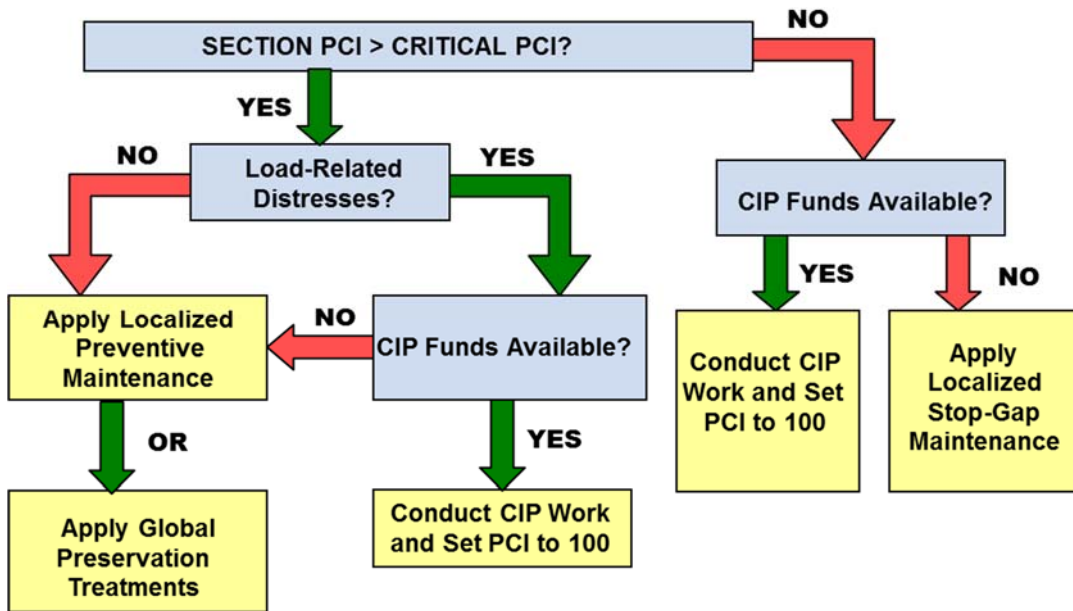 SECTION PCI > CRITICAL PCI?
NO
YES
NO
Load-Related
Distresses?
YES
CIP Funds Available?
YES
NO
Apply Localized
Preventive
Maintenance
NO
CIP Funds Available?
Conduct CIP
Work and Set
PCI to 100
Apply
Localized
Stop-Gap
Maintenance
OR
YES
Apply Global
Preservation
Treatments
Conduct CIP Work
and Set PCI to 100